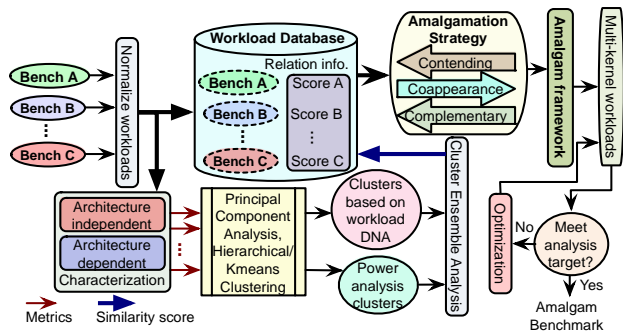 Bench A
Bench B
⋮
Bench C
Normalize workloads
Workload Database
Relation info.
Bench A
Score A
Bench B
Score B
⋮
⋮
Bench C
Score C
Amalgamation
Strategy
Contending
Coappearance
Complementary
Amalgam framework
Multi-kernel workloads
Architecture
independent
Architecture
dependent
Characterization
Principal
Component
Analysis,
Hierarchical/
Kmeans
Clustering
Clusters
based on
workload
DNA
Power
analysis
clusters
Cluster Ensemble Analysis
Optimization
No
Meet
analysis
target?
Yes
Amalgam
Benchmark
Metrics
Similarity score